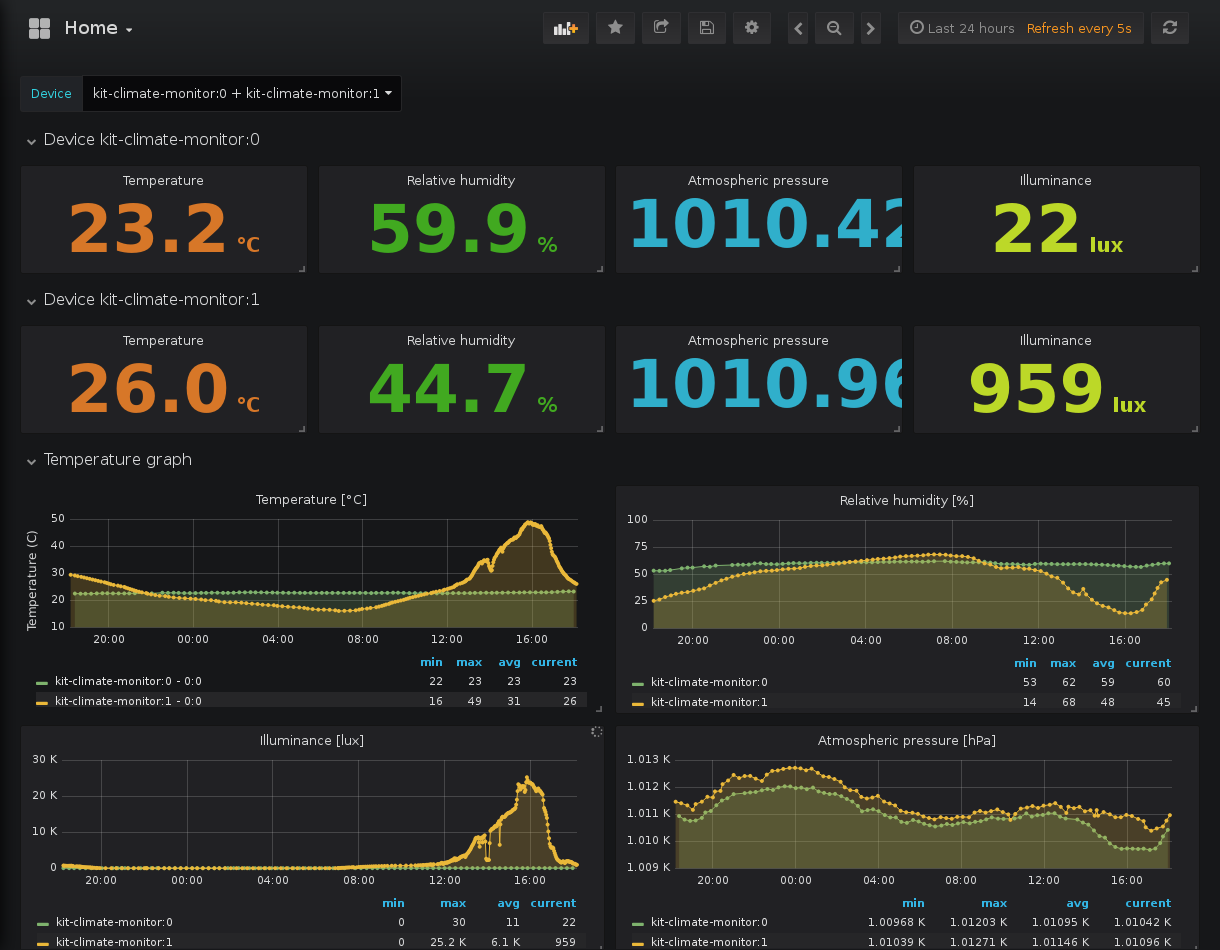 Home
Last 24 hours Refresh every 5s
Device kit-climate-monitor:0 + kit-climate-monitor:1
Device kit-climate-monitor:0
Temperature Relative humidity Atmospheric pressure Illuminance
23.2 °C 59.9 % 1010.42 22 lux
Device kit-climate-monitor:1
Temperature Relative humidity Atmospheric pressure Illuminance
26.0 °C 44.7 % 1010.96 959 lux
Temperature graph
Temperature [°C]
Temperature (C)
50
40
30
20
10
20:00 00:00 04:00 08:00 12:00 16:00
min max avg current
kit-climate-monitor:0 - 0:0 22 23 23 23
kit-climate-monitor:1 - 0:0 16 49 31 26
Relative humidity [%]
100
75
50
25
0
20:00 00:00 04:00 08:00 12:00 16:00
min max avg current
kit-climate-monitor:0 53 62 59 60
kit-climate-monitor:1 14 68 48 45
Illuminance [lux]
30 K
20 K
10 K
0
20:00 00:00 04:00 08:00 12:00 16:00
min max avg current
kit-climate-monitor:0 0 30 11 22
kit-climate-monitor:1 0 25.2 K 6.1 K 959
Atmospheric pressure [hPa]
1.013 K
1.012 K
1.011 K
1.010 K
1.009 K
20:00 00:00 04:00 08:00 12:00 16:00
min max avg current
kit-climate-monitor:0 1.00968 K 1.01203 K 1.01095 K 1.01042 K
kit-climate-monitor:1 1.01039 K 1.01271 K 1.01146 K 1.01096 K